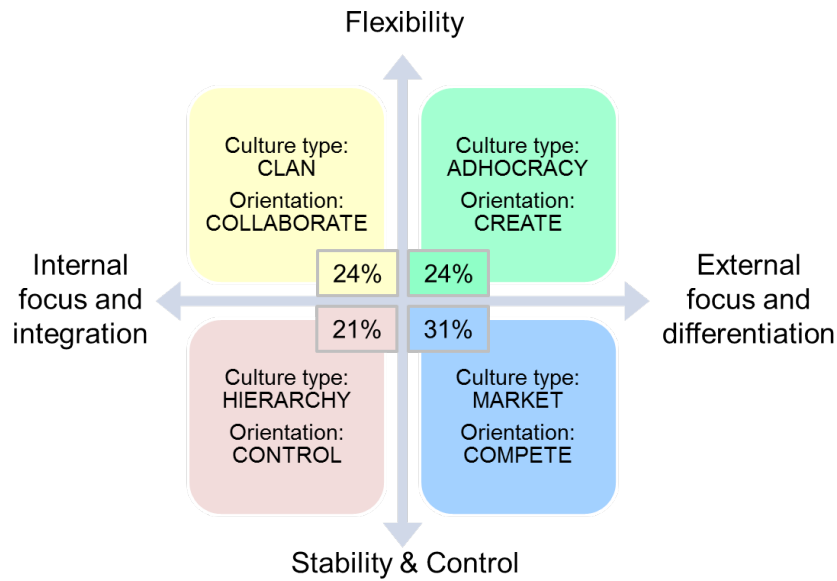 Flexibility
Culture type:
CLAN
Orientation:
COLLABORATE
Culture type:
ADHOCRACY
Orientation:
CREATE
24%
24%
Internal
focus and
integration
External
focus and
differentiation
21%
31%
Culture type:
HIERARCHY
Orientation:
CONTROL
Culture type:
MARKET
Orientation:
COMPETE
Stability & Control